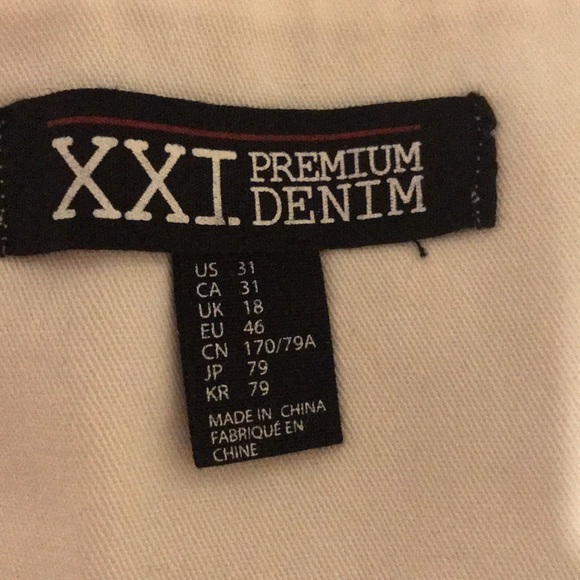 XXI PREMIUM
DENIM
US 31
CA 31
UK 18
EU 46
CN 170/79A
JP 79
KR 79
MADE IN CHINA
FABRIQUÉ EN
CHINE